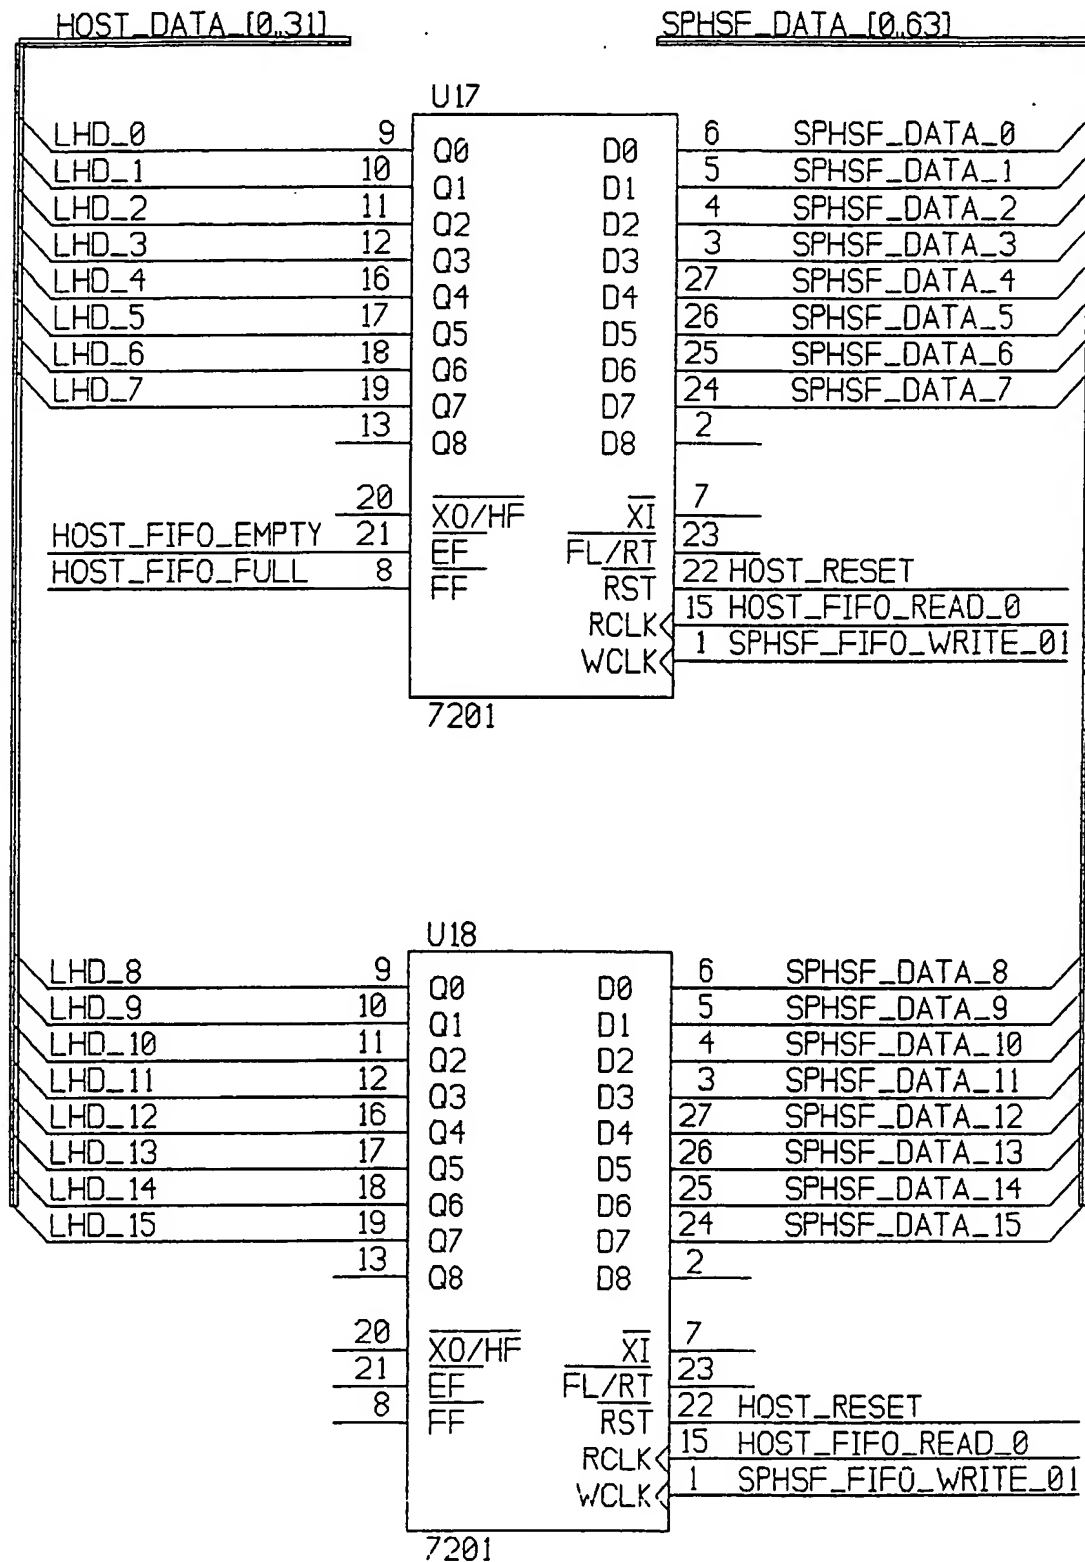 HOST_DATA_[0..31] SPHSF_DATA_[0..63]
U17
LHD_0 9 Q0 D0 6 SPHSF_DATA_0
LHD_1 10 Q1 D1 5 SPHSF_DATA_1
LHD_2 11 Q2 D2 4 SPHSF_DATA_2
LHD_3 12 Q3 D3 3 SPHSF_DATA_3
LHD_4 16 Q4 D4 27 SPHSF_DATA_4
LHD_5 17 Q5 D5 26 SPHSF_DATA_5
LHD_6 18 Q6 D6 25 SPHSF_DATA_6
LHD_7 19 Q7 D7 24 SPHSF_DATA_7
13 Q8 D8 2
20 XO/HF XI 7
HOST_FIFO_EMPTY 21 EF FL/RT 23
HOST_FIFO_FULL 8 FF RST 22 HOST_RESET
RCLK 15 HOST_FIFO_READ_0
WCLK 1 SPHSF_FIFO_WRITE_01
7201
U18
LHD_8 9 Q0 D0 6 SPHSF_DATA_8
LHD_9 10 Q1 D1 5 SPHSF_DATA_9
LHD_10 11 Q2 D2 4 SPHSF_DATA_10
LHD_11 12 Q3 D3 3 SPHSF_DATA_11
LHD_12 16 Q4 D4 27 SPHSF_DATA_12
LHD_13 17 Q5 D5 26 SPHSF_DATA_13
LHD_14 18 Q6 D6 25 SPHSF_DATA_14
LHD_15 19 Q7 D7 24 SPHSF_DATA_15
13 Q8 D8 2
20 XO/HF XI 7
21 EF FL/RT 23
8 FF RST 22 HOST_RESET
RCLK 15 HOST_FIFO_READ_0
WCLK 1 SPHSF_FIFO_WRITE_01
7201